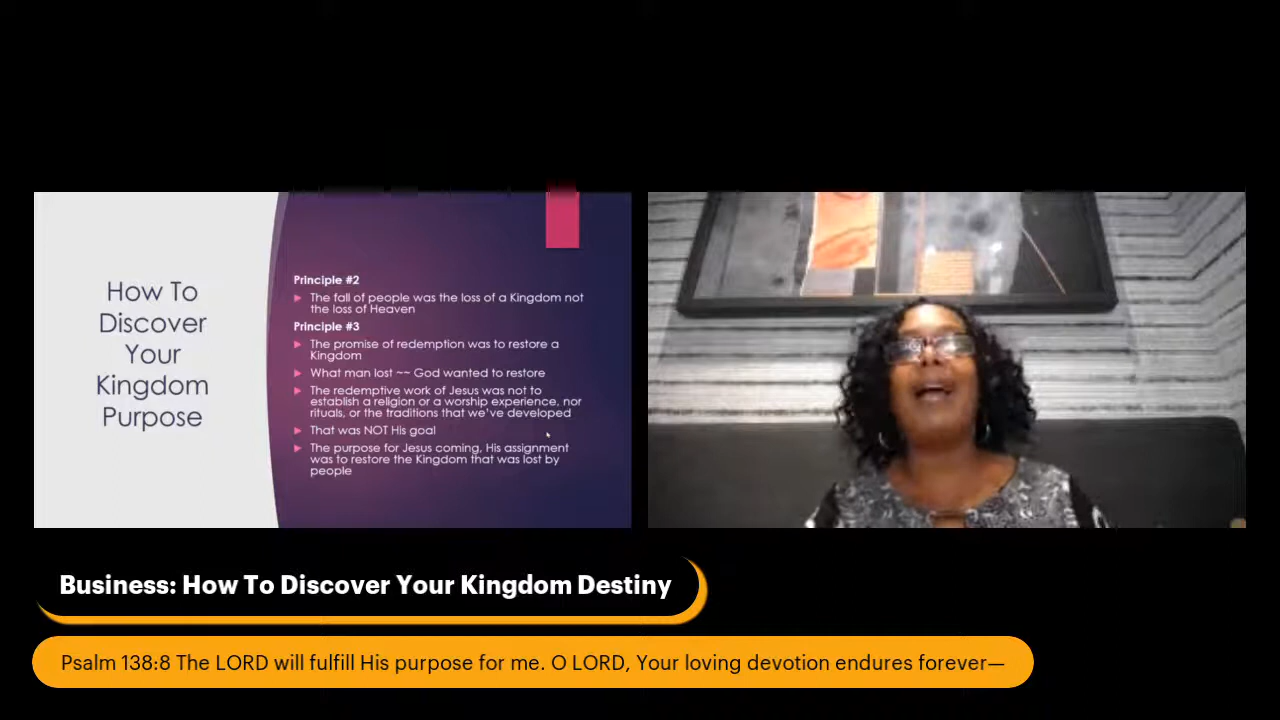 How To
Discover
Your
Kingdom
Purpose
Principle #2
The fall of people was the loss of a Kingdom not
the loss of Heaven
Principle #3
The promise of redemption was to restore a
Kingdom
What man lost ~~ God wanted to restore
The redemptive work of Jesus was not to
establish a religion or a worship experience, nor
rituals, or the traditions that we've developed
That was NOT His goal
The purpose for Jesus coming, His assignment
was to restore the Kingdom that was lost by
people
Business: How To Discover Your Kingdom Destiny
Psalm 138:8 The LORD will fulfill His purpose for me. O LORD, Your loving devotion endures forever—